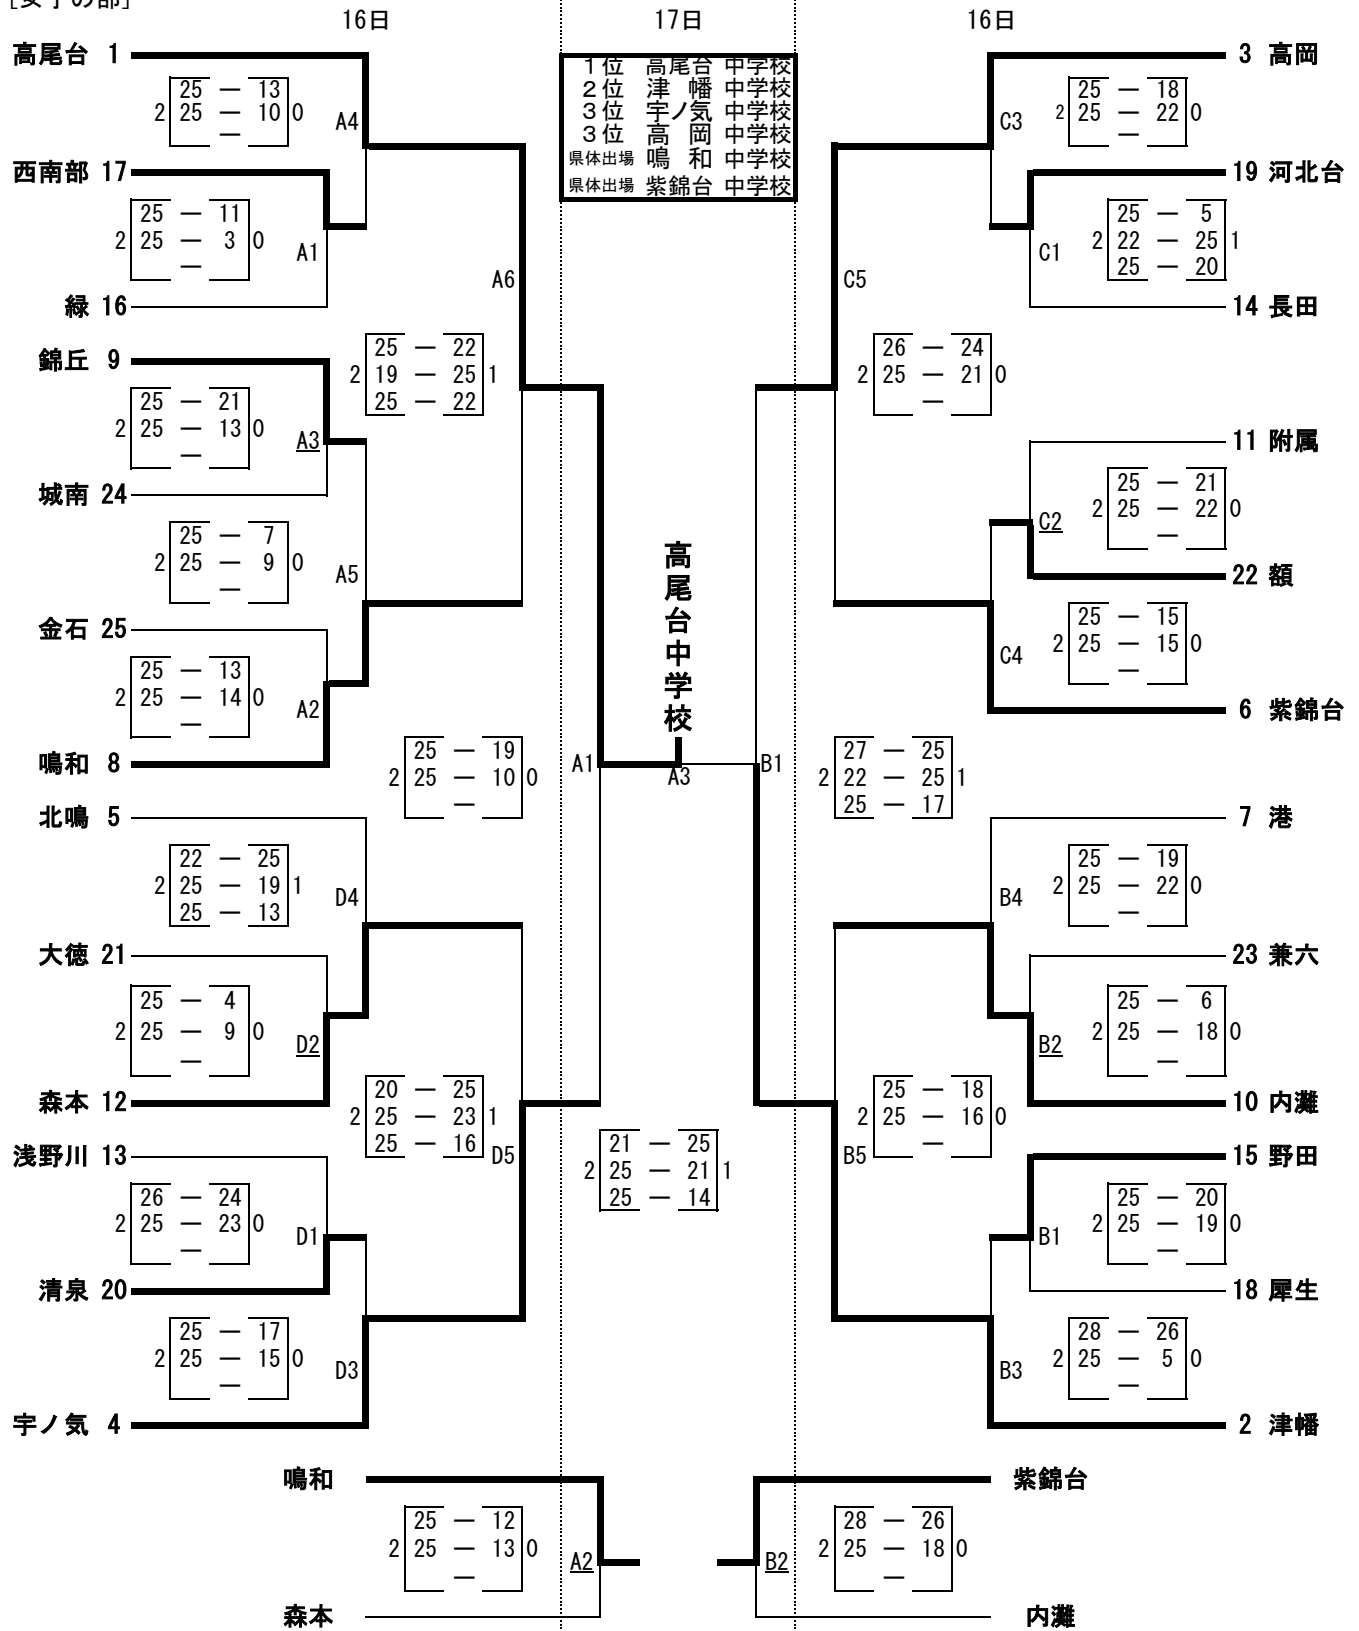 [女子の部]
16日 17日 16日
高尾台 1
1位 高尾台 中学校
2位 津幡 中学校
3位 宇ノ気 中学校
3位 高岡 中学校
県体出場 鳴和 中学校
県体出場 紫錦台 中学校
3 高岡
25 — 13
2 25 — 10 0
—
A4
25 — 18
2 25 — 22 0
—
C3
西南部 17
19 河北台
25 — 11
2 25 — 3 0
—
A1
25 — 5
2 22 — 25 1
25 — 20
C1
A6
C5
緑 16
14 長田
25 — 22
2 19 — 25 1
25 — 22
26 — 24
2 25 — 21 0
—
錦丘 9
25 — 21
2 25 — 13 0
—
A3
11 附属
城南 24
25 — 21
2 25 — 22 0
—
C2
25 — 7
2 25 — 9 0
—
A5
22 額
金石 25
25 — 15
2 25 — 15 0
—
C4
25 — 13
2 25 — 14 0
—
A2
6 紫錦台
高尾台中学校
鳴和 8
25 — 19
2 25 — 10 0
—
A1
A3
B1
27 — 25
2 22 — 25 1
25 — 17
北鳴 5
7 港
22 — 25
2 25 — 19 1
25 — 13
D4
25 — 19
2 25 — 22 0
—
B4
大徳 21
23 兼六
25 — 4
2 25 — 9 0
—
D2
25 — 6
2 25 — 18 0
—
B2
森本 12
10 内灘
20 — 25
2 25 — 23 1
25 — 16
D5
25 — 18
2 25 — 16 0
—
B5
浅野川 13
15 野田
21 — 25
2 25 — 21 1
25 — 14
26 — 24
2 25 — 23 0
—
D1
25 — 20
2 25 — 19 0
—
B1
清泉 20
18 犀生
25 — 17
2 25 — 15 0
—
D3
28 — 26
2 25 — 5 0
—
B3
宇ノ気 4
2 津幡
鳴和
紫錦台
25 — 12
2 25 — 13 0
—
A2
B2
28 — 26
2 25 — 18 0
—
森本
内灘